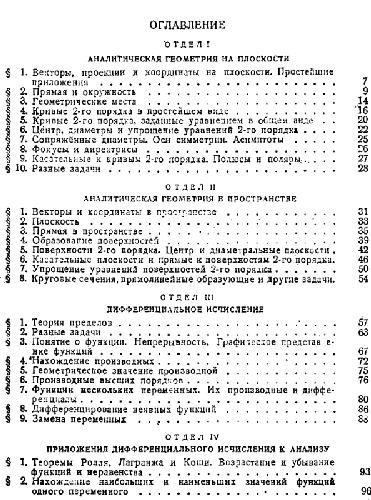 ОГЛАВЛЕНИЕ
ОТДЕЛ I
АНАЛИТИЧЕСКАЯ ГЕОМЕТРИЯ НА ПЛОСКОСТИ
§ 1. Векторы, проекции и координаты на плоскости. Простейшие
приложения . . . . . . . . . . . . . . . . . . . . . . . . 7
§ 2. Прямая и окружность . . . . . . . . . . . . . . . . . . 9
§ 3. Геометрические места . . . . . . . . . . . . . . . . . . 14
§ 4. Кривые 2-го порядка в простейшем виде . . . . . . . . . 16
§ 5. Кривые 2-го порядка, заданные уравнением в общем виде . . . 20
§ 6. Центр, диаметры и упрощение уравнений 2-го порядка . . . . 22
§ 7. Сопряжённые диаметры. Оси симметрии. Асимптоты . . . . . 25
§ 8. Фокусы и директрисы . . . . . . . . . . . . . . . . . . 26
§ 9. Касательные к кривым 2-го порядка. Полюсы и поляры . . . 27
§ 10. Разные задачи . . . . . . . . . . . . . . . . . . . . . 28
ОТДЕЛ II
АНАЛИТИЧЕСКАЯ ГЕОМЕТРИЯ В ПРОСТРАНСТВЕ
§ 1. Векторы и координаты в пространстве . . . . . . . . . . 31
§ 2. Плоскость . . . . . . . . . . . . . . . . . . . . . . . 33
§ 3. Прямая в пространстве . . . . . . . . . . . . . . . . . 35
§ 4. Образование поверхностей . . . . . . . . . . . . . . . . 39
§ 5. Поверхности 2-го порядка. Центр и диаметральные плоскости . 42
§ 6. Касательные плоскости и прямые к поверхностям 2-го порядка. 46
§ 7. Упрощение уравнений поверхностей 2-го порядка . . . . . . 50
§ 8. Круговые сечения, прямолинейные образующие и другие задачи. 54
ОТДЕЛ III
ДИФФЕРЕНЦИАЛЬНОЕ ИСЧИСЛЕНИЯ
§ 1. Теория пределов . . . . . . . . . . . . . . . . . . . . 57
§ 2. Разные задачи . . . . . . . . . . . . . . . . . . . . . 63
§ 3. Понятие о функции. Непрерывность. Графическое представле-
ние функций . . . . . . . . . . . . . . . . . . . . . . . 67
§ 4. Нахождение производных . . . . . . . . . . . . . . . . . 72
§ 5. Геометрическое значение производной . . . . . . . . . . 75
§ 6. Производные высших порядков . . . . . . . . . . . . . . 76
§ 7. Функции нескольких переменных. Их производные и диффе-
ренциалы . . . . . . . . . . . . . . . . . . . . . . . . 80
§ 8. Дифференцирование неявных функций . . . . . . . . . . . 86
§ 9. Замена переменных . . . . . . . . . . . . . . . . . . . 88
ОТДЕЛ IV
ПРИЛОЖЕНИЯ ДИФФЕРЕНЦИАЛЬНОГО ИСЧИСЛЕНИЯ К АНАЛИЗУ
§ 1. Теоремы Ролля, Лагранжа и Коши. Возрастание и убывание
функций и неравенства . . . . . . . . . . . . . . . . . . 93
§ 2. Нахождение наибольших и наименьших значений функций
одного переменного . . . . . . . . . . . . . . . . . . . 96